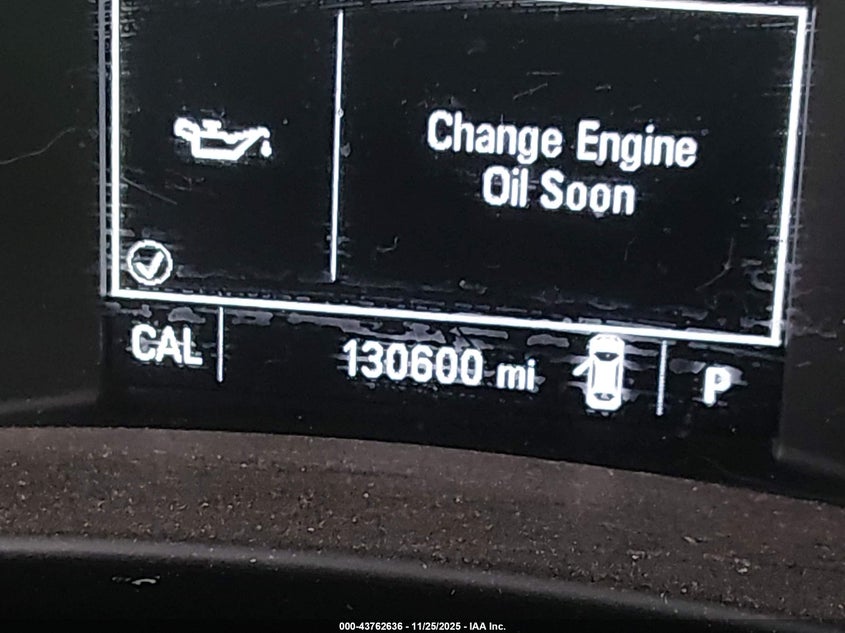 Change Engine
Oil Soon
CAL
130600 mi
P
000-43762636 - 11/25/2025 - IAA Inc.